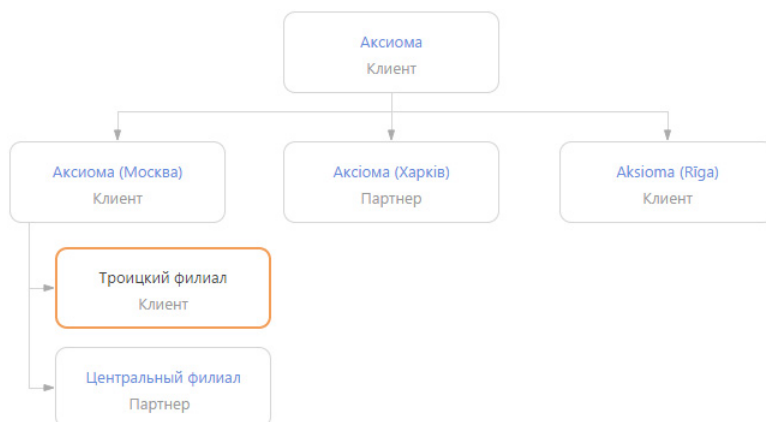 Аксиома
Клиент
Аксиома (Москва)
Клиент
Аксіома (Харків)
Партнер
Aksioma (Rīga)
Клиент
Троицкий филиал
Клиент
Центральный филиал
Партнер